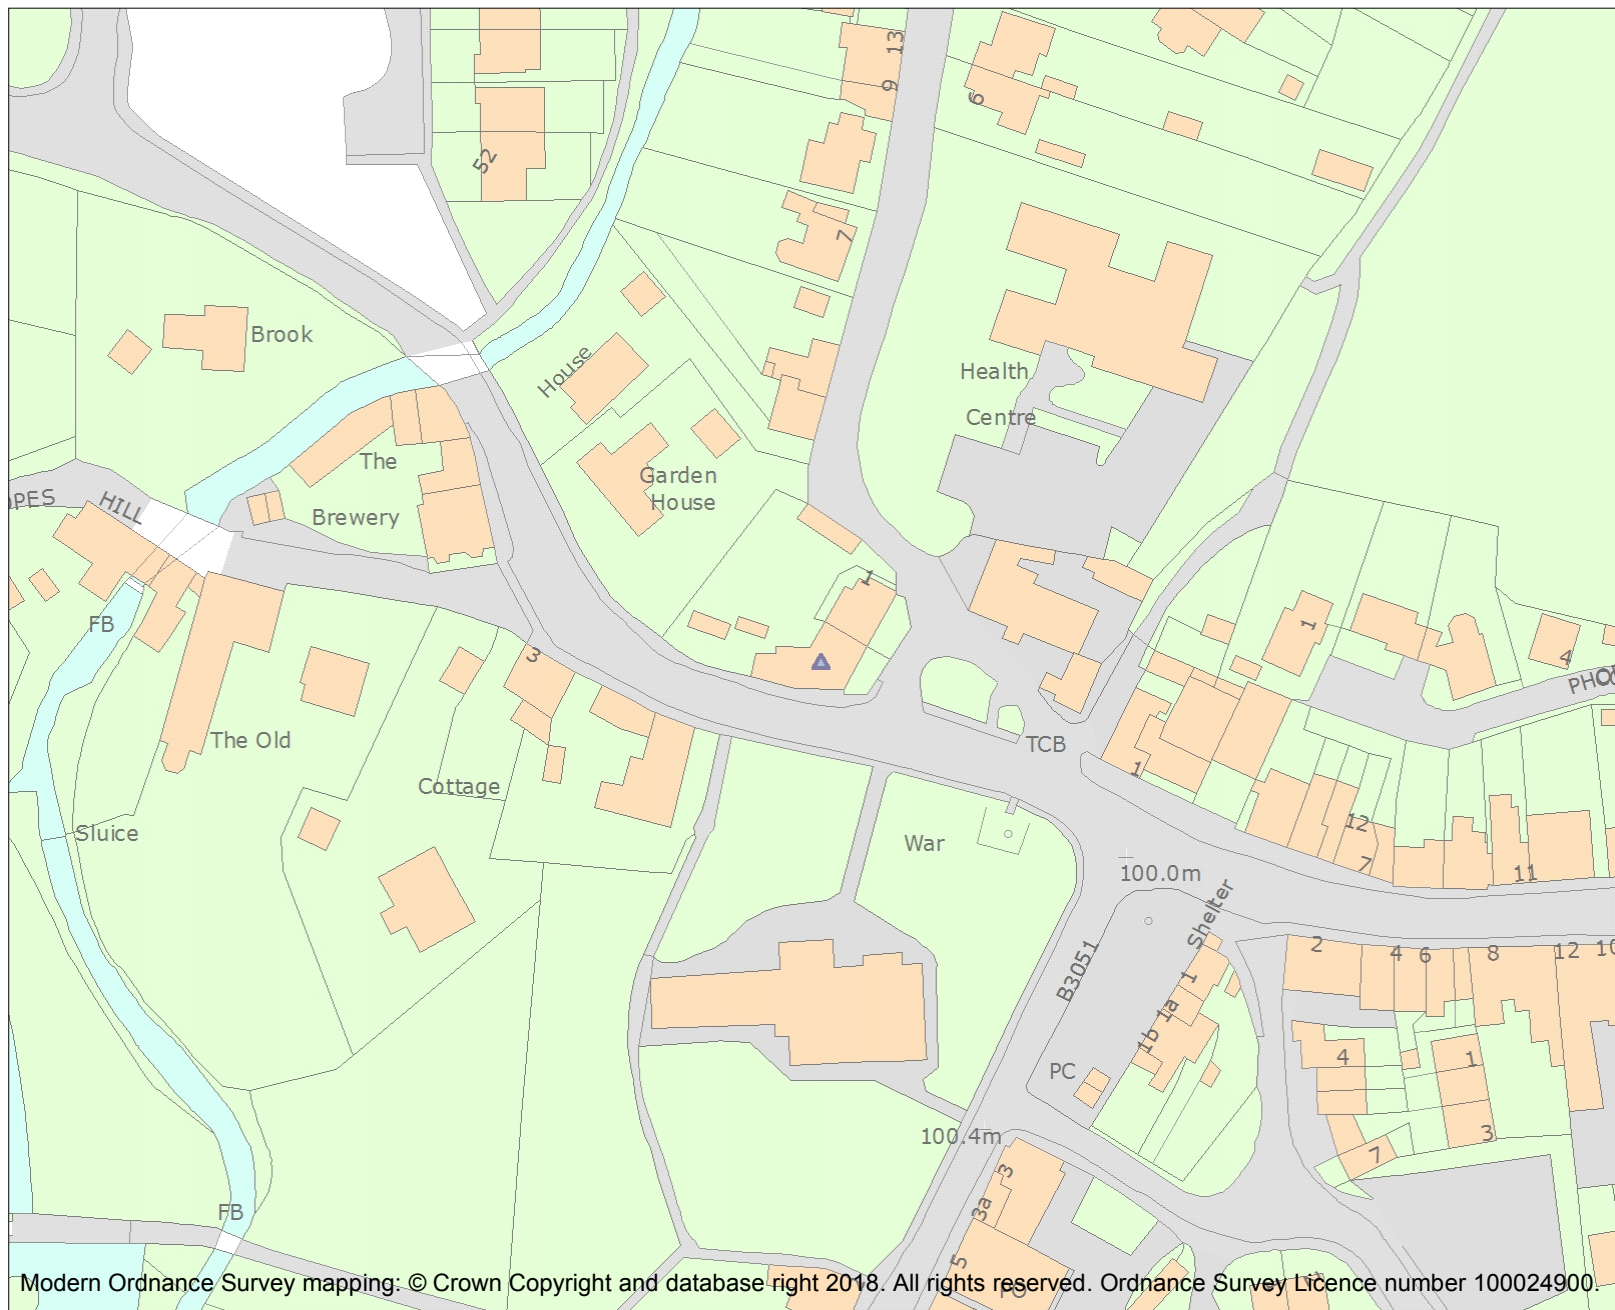 13
9
6
52
7
Brook
House
Health
Centre
The
Garden
House
Brewery
HILL
1
FB
3
1
4
The Old
TCB
Cottage
1
Sluice
War
12
7
11
100.0m
Shelter
2
4
6
8
12
B3051
1
1a
1b
PC
4
1
3
7
100.4m
3
3a
FB
5
Modern Ordnance Survey mapping: © Crown Copyright and database right 2018. All rights reserved. Ordnance Survey Licence number 100024900.